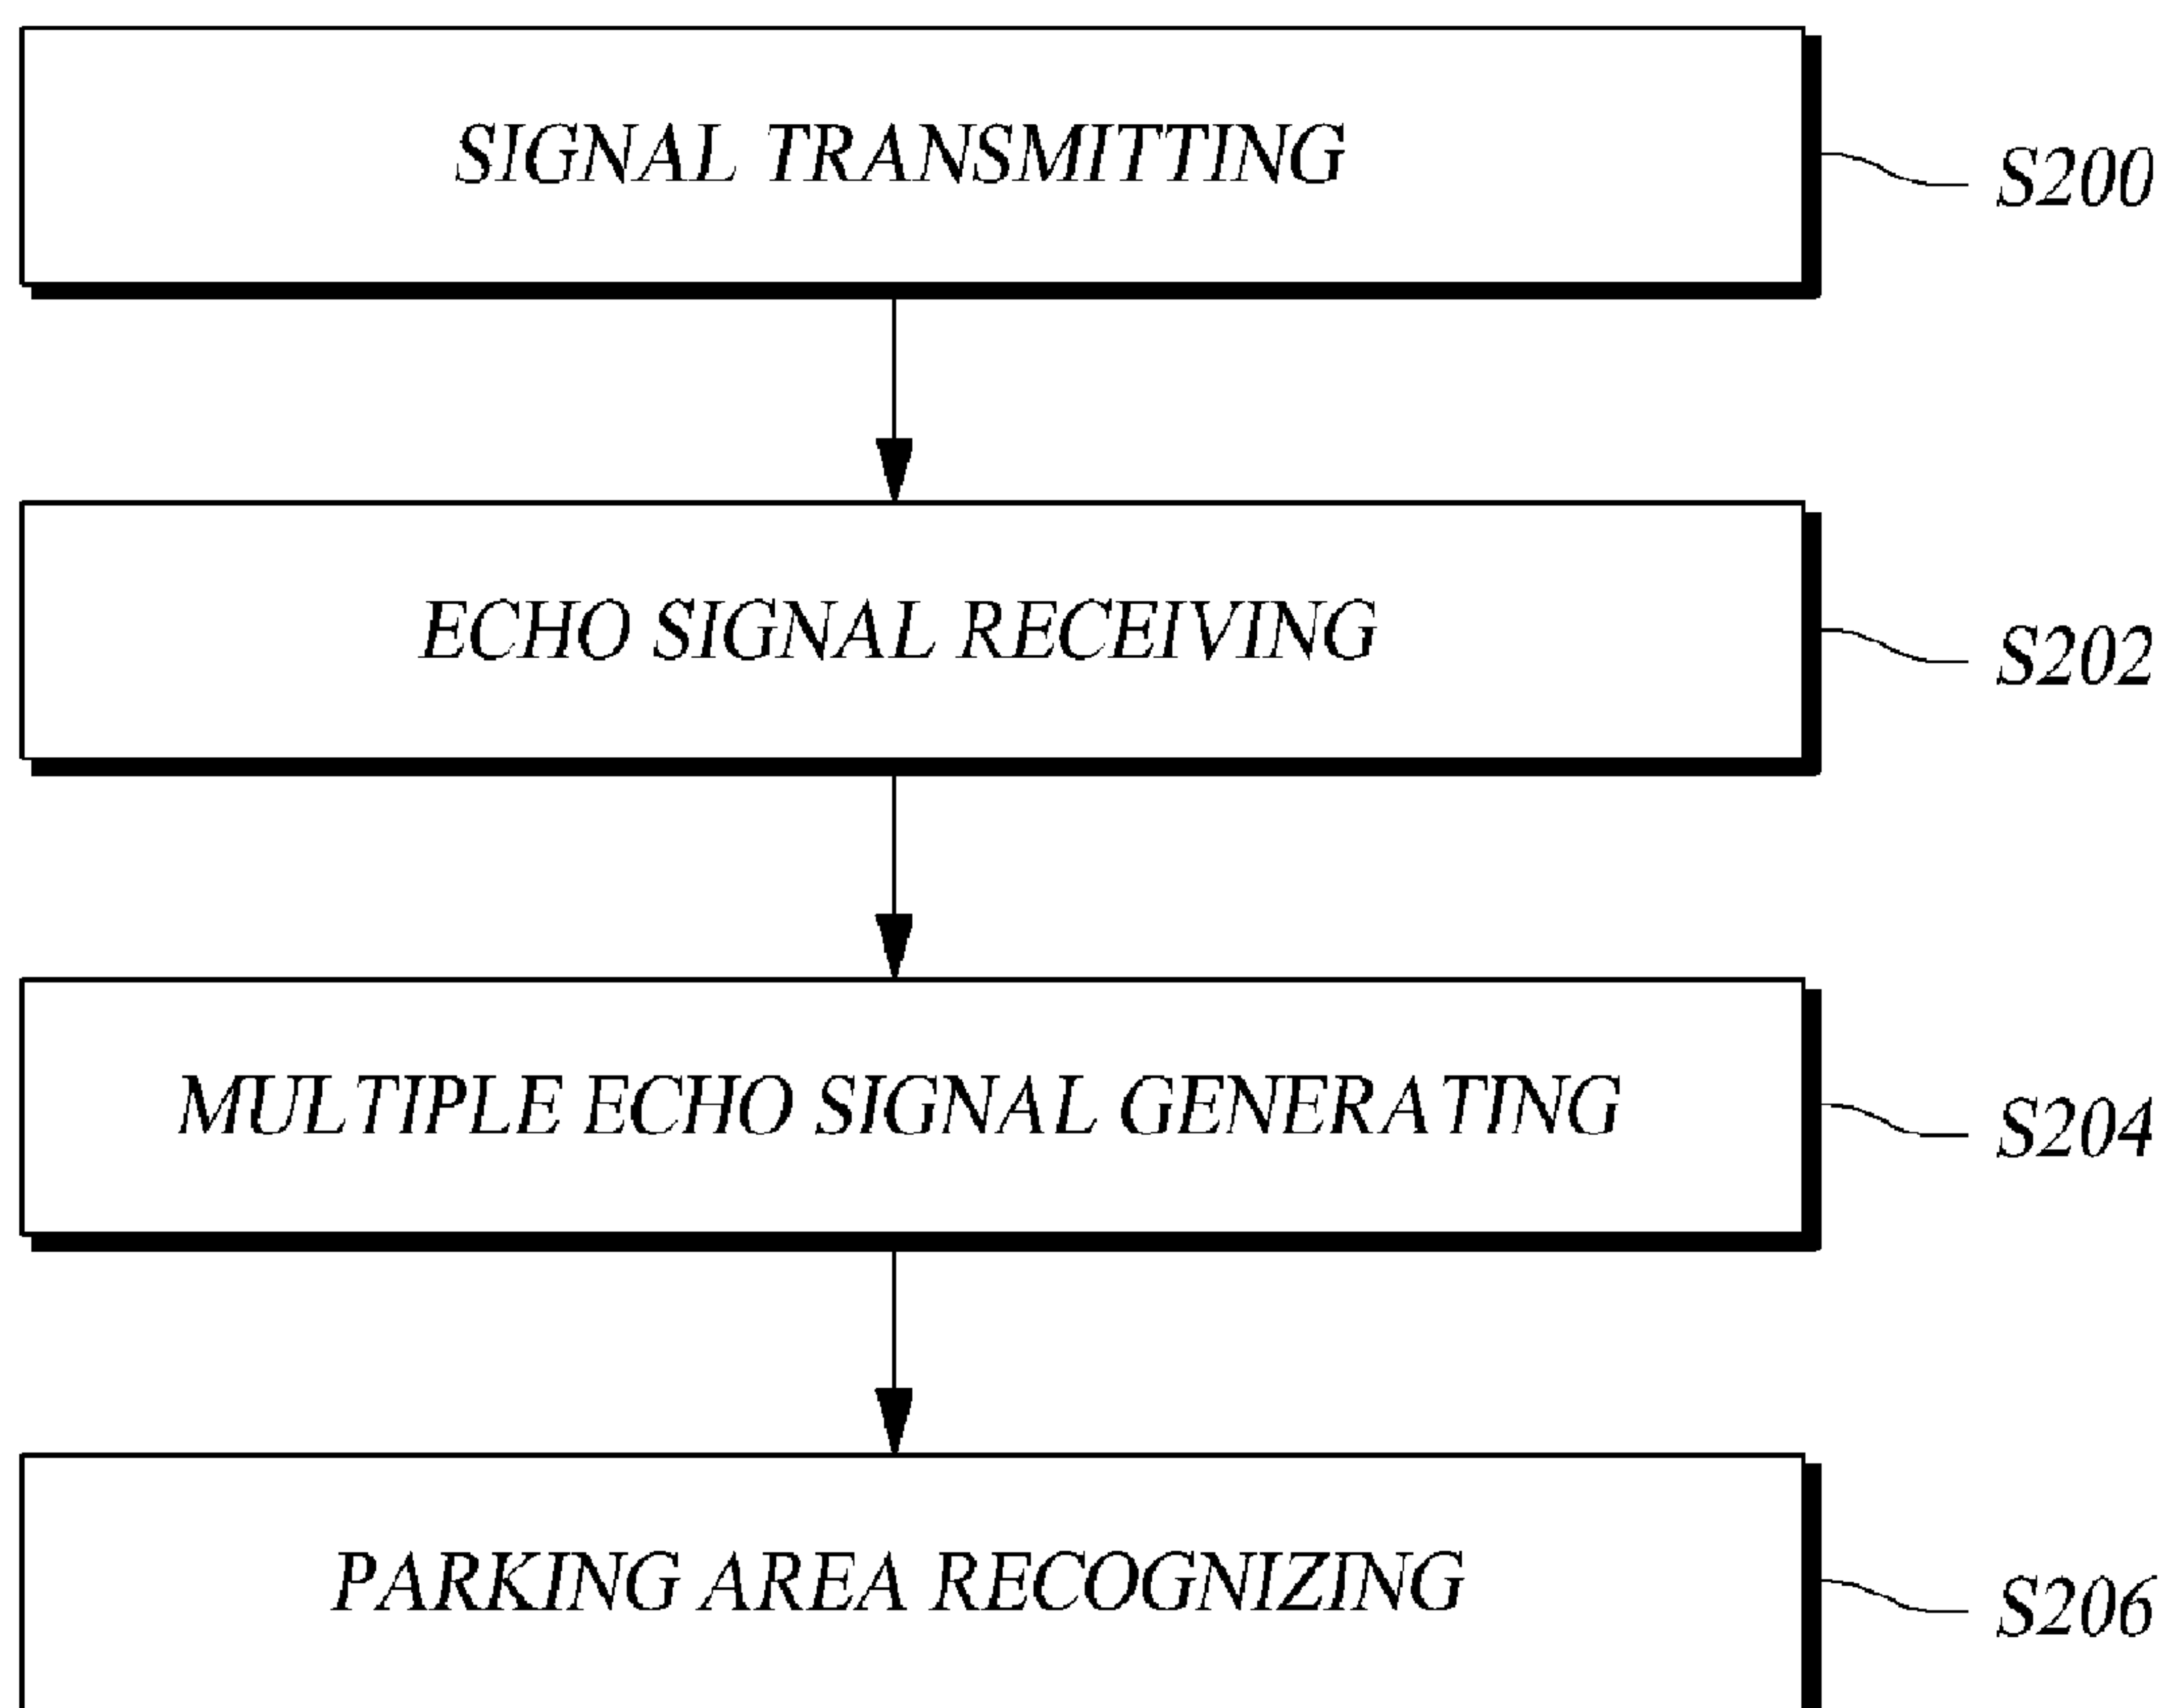 SIGNAL TRANSMITTING
S200
ECHO SIGNAL RECEIVING
S202
MULTIPLE ECHO SIGNAL GENERATING
S204
PARKING AREA RECOGNIZING
S206